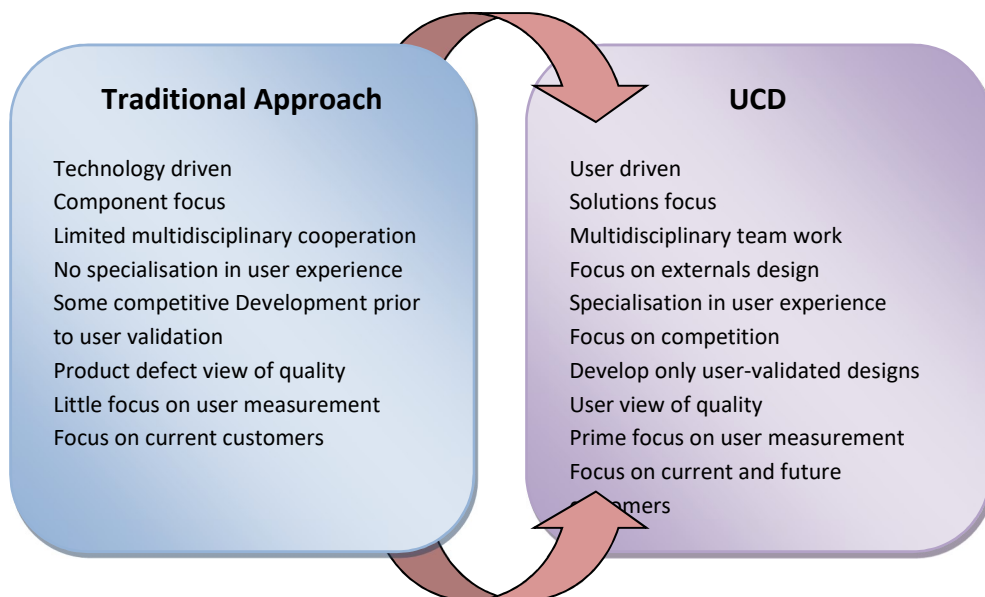 Traditional Approach
Technology driven
Component focus
Limited multidisciplinary cooperation
No specialisation in user experience
Some competitive Development prior
to user validation
Product defect view of quality
Little focus on user measurement
Focus on current customers
UCD
User driven
Solutions focus
Multidisciplinary team work
Focus on externals design
Specialisation in user experience
Focus on competition
Develop only user-validated designs
User view of quality
Prime focus on user measurement
Focus on current and future
customers